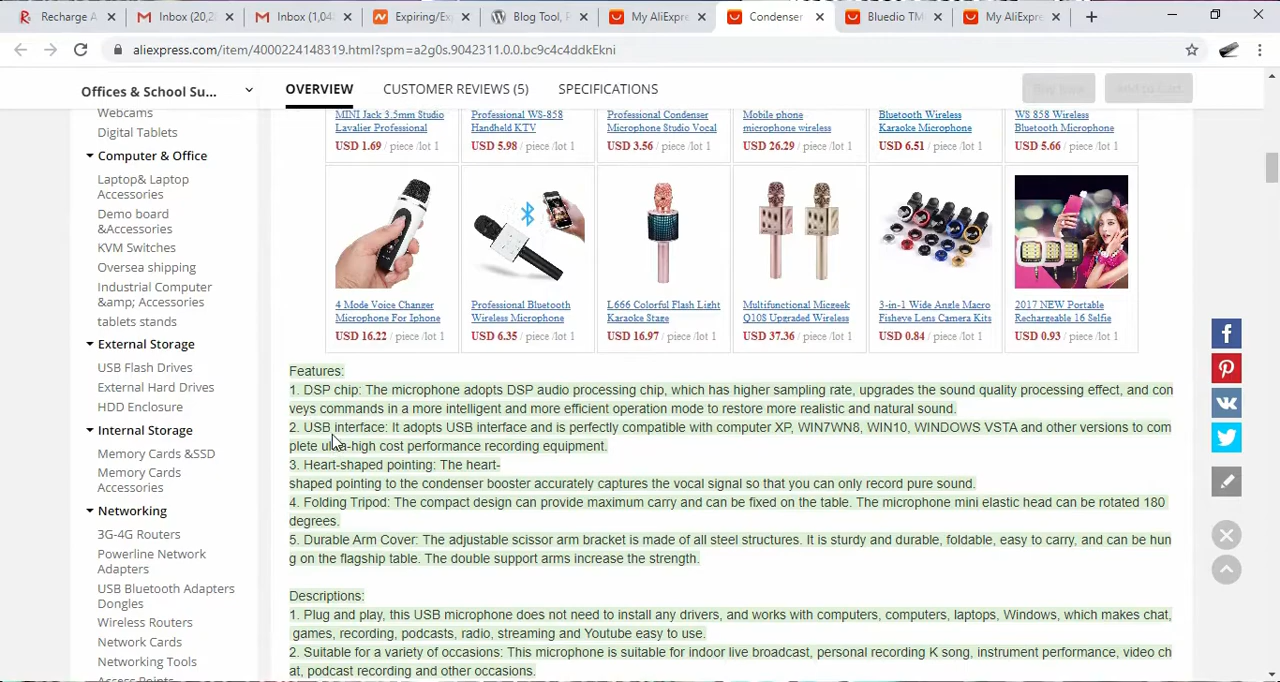 Recharge A
Inbox (20,2
Inbox (1,04
Expiring/Ex
Blog Tool, P
My AliExpre
Condenser
Bluedio TM
My AliExpre
aliexpress.com/item/4000224148319.html?spm=a2g0s.9042311.0.0.bc9c4c4ddkEkni
Offices & School Su...
OVERVIEW
CUSTOMER REVIEWS (5)
SPECIFICATIONS
Buy Now
Add to Cart
Webcams
Digital Tablets
Computer & Office
Laptop& Laptop
Accessories
Demo board
&Accessories
KVM Switches
Oversea shipping
Industrial Computer
&amp; Accessories
tablets stands
External Storage
USB Flash Drives
External Hard Drives
HDD Enclosure
Internal Storage
Memory Cards &SSD
Memory Cards
Accessories
Networking
3G-4G Routers
Powerline Network
Adapters
USB Bluetooth Adapters
Dongles
Wireless Routers
Network Cards
Networking Tools
Access Points
MINI Jack 3.5mm Studio
Lavalier Professional
USD 1.69 / piece /lot 1
Professional WS-858
Handheld KTV
USD 5.98 / piece /lot 1
Professional Condenser
Microphone Studio Vocal
USD 3.56 / piece /lot 1
Mobile phone
microphone wireless
USD 26.29 / piece /lot 1
Bluetooth Wireless
Karaoke Microphone
USD 6.51 / piece /lot 1
WS 858 Wireless
Bluetooth Microphone
USD 5.66 / piece /lot 1
4 Mode Voice Changer
Microphone For Iphone
USD 16.22 / piece /lot 1
Professional Bluetooth
Wireless Microphone
USD 6.35 / piece /lot 1
L666 Colorful Flash Light
Karaoke Stage
USD 16.97 / piece /lot 1
Multifunctional Micgeek
Q10S Upgraded Wireless
USD 37.36 / piece /lot 1
3-in-1 Wide Angle Macro
Fisheye Lens Camera Kits
USD 0.84 / piece /lot 1
2017 NEW Portable
Rechargeable 16 Selfie
USD 0.93 / piece /lot 1
Features:
1. DSP chip: The microphone adopts DSP audio processing chip, which has higher sampling rate, upgrades the sound quality processing effect, and con
veys commands in a more intelligent and more efficient operation mode to restore more realistic and natural sound.
2. USB interface: It adopts USB interface and is perfectly compatible with computer XP, WIN7WN8, WIN10, WINDOWS VSTA and other versions to com
plete ultra-high cost performance recording equipment.
3. Heart-shaped pointing: The heart-
shaped pointing to the condenser booster accurately captures the vocal signal so that you can only record pure sound.
4. Folding Tripod: The compact design can provide maximum carry and can be fixed on the table. The microphone mini elastic head can be rotated 180
degrees.
5. Durable Arm Cover: The adjustable scissor arm bracket is made of all steel structures. It is sturdy and durable, foldable, easy to carry, and can be hun
g on the flagship table. The double support arms increase the strength.
Descriptions:
1. Plug and play, this USB microphone does not need to install any drivers, and works with computers, computers, laptops, Windows, which makes chat,
games, recording, podcasts, radio, streaming and Youtube easy to use.
2. Suitable for a variety of occasions: This microphone is suitable for indoor live broadcast, personal recording K song, instrument performance, video ch
at, podcast recording and other occasions.